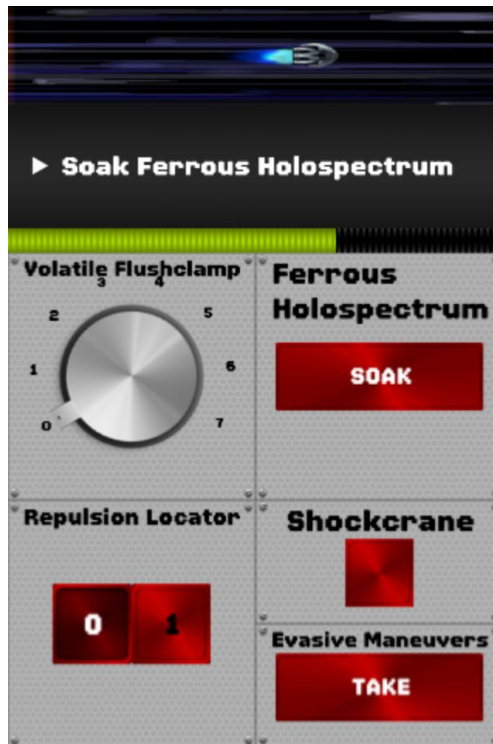 Soak Ferrous Holospectrum
Volatile Flushclamp
0
1
2
3
4
5
6
7
Ferrous
Holospectrum
SOAK
Repulsion Locator
0 1
Shockcrane
Evasive Maneuvers
TAKE